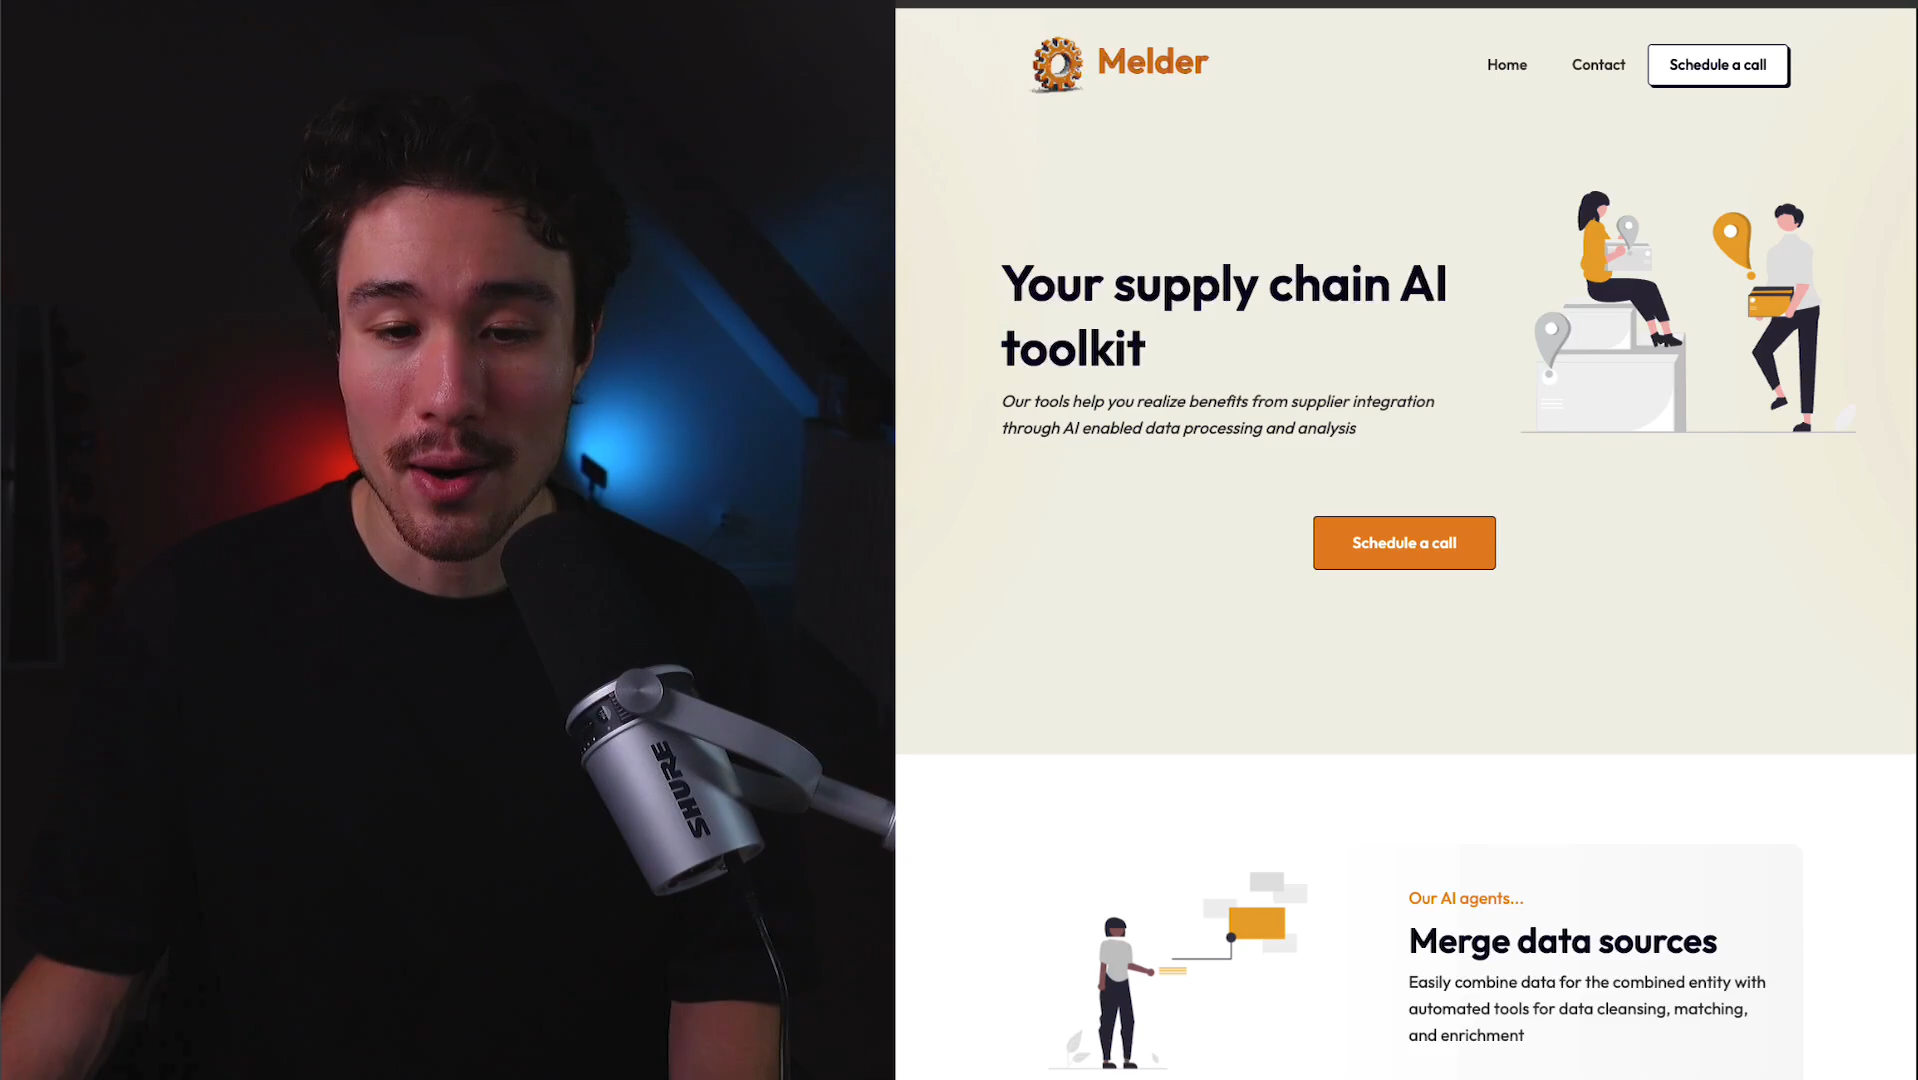 Melder
Home
Contact
Schedule a call
Your supply chain AI
toolkit
Our tools help you realize benefits from supplier integration
through AI enabled data processing and analysis
Schedule a call
SHURE
Our AI agents...
Merge data sources
Easily combine data for the combined entity with
automated tools for data cleansing, matching,
and enrichment